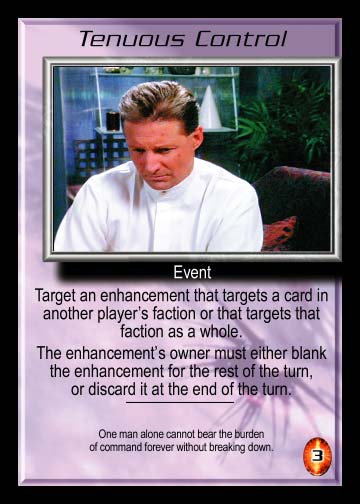 Tenuous Control
Event
Target an enhancement that targets a card in
another player's faction or that targets that
faction as a whole.
The enhancement's owner must either blank
the enhancement for the rest of the turn,
or discard it at the end of the turn.
One man alone cannot bear the burden
of command forever without breaking down.
3